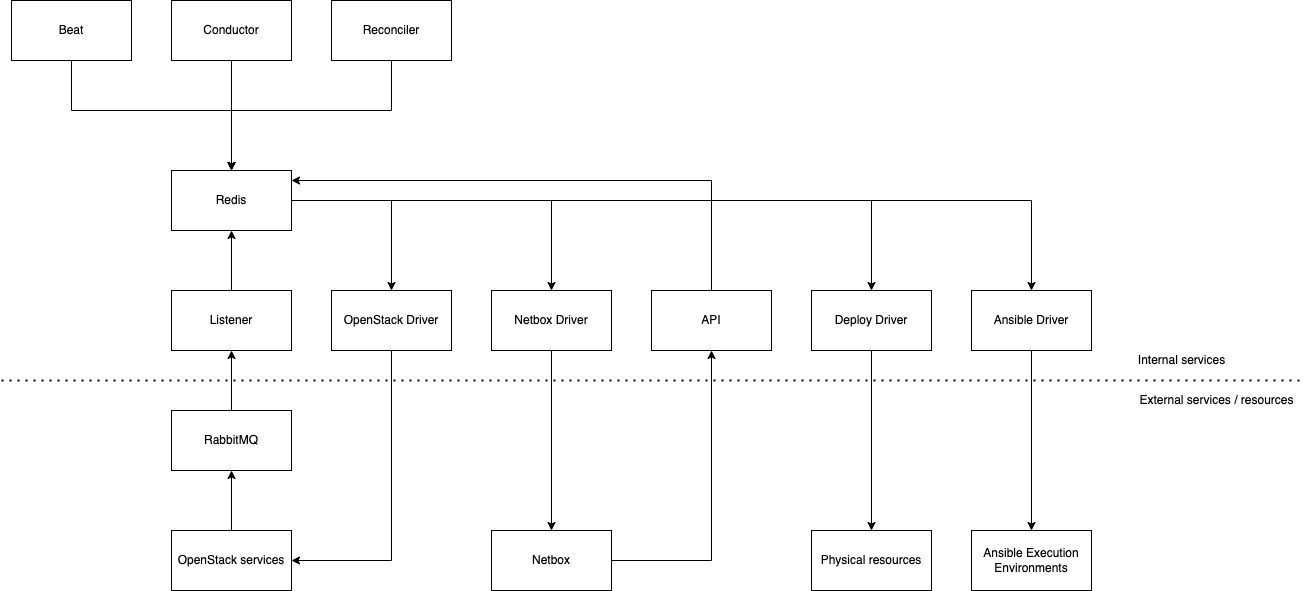 Beat
Conductor
Reconciler
Redis
Listener
OpenStack Driver
Netbox Driver
API
Deploy Driver
Ansible Driver
Internal services
External services / resources
RabbitMQ
OpenStack services
Netbox
Physical resources
Ansible Execution
Environments